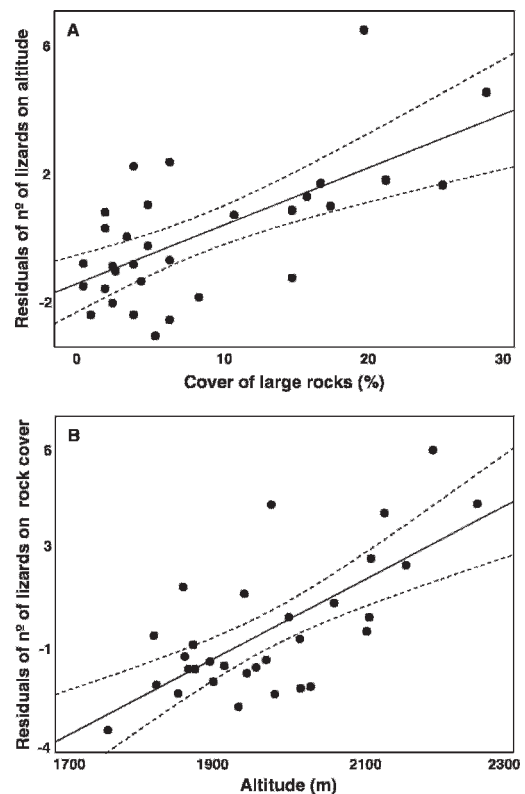 A
Residuals of nº of lizards on altitude
6
2
-2
0 10 20 30
Cover of large rocks (%)
B
Residuals of nº of lizards on rock cover
6
3
-1
-4
1700 1900 2100 2300
Altitude (m)